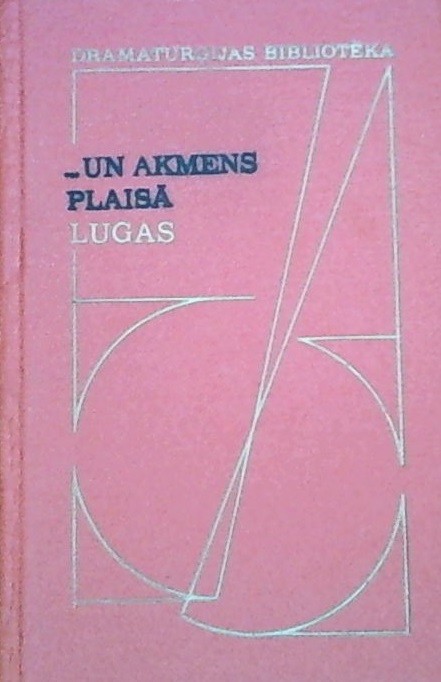 DRAMATURĢIJAS BIBLIOTĒKA
...UN AKMENS
PLAISĀ
LUGAS